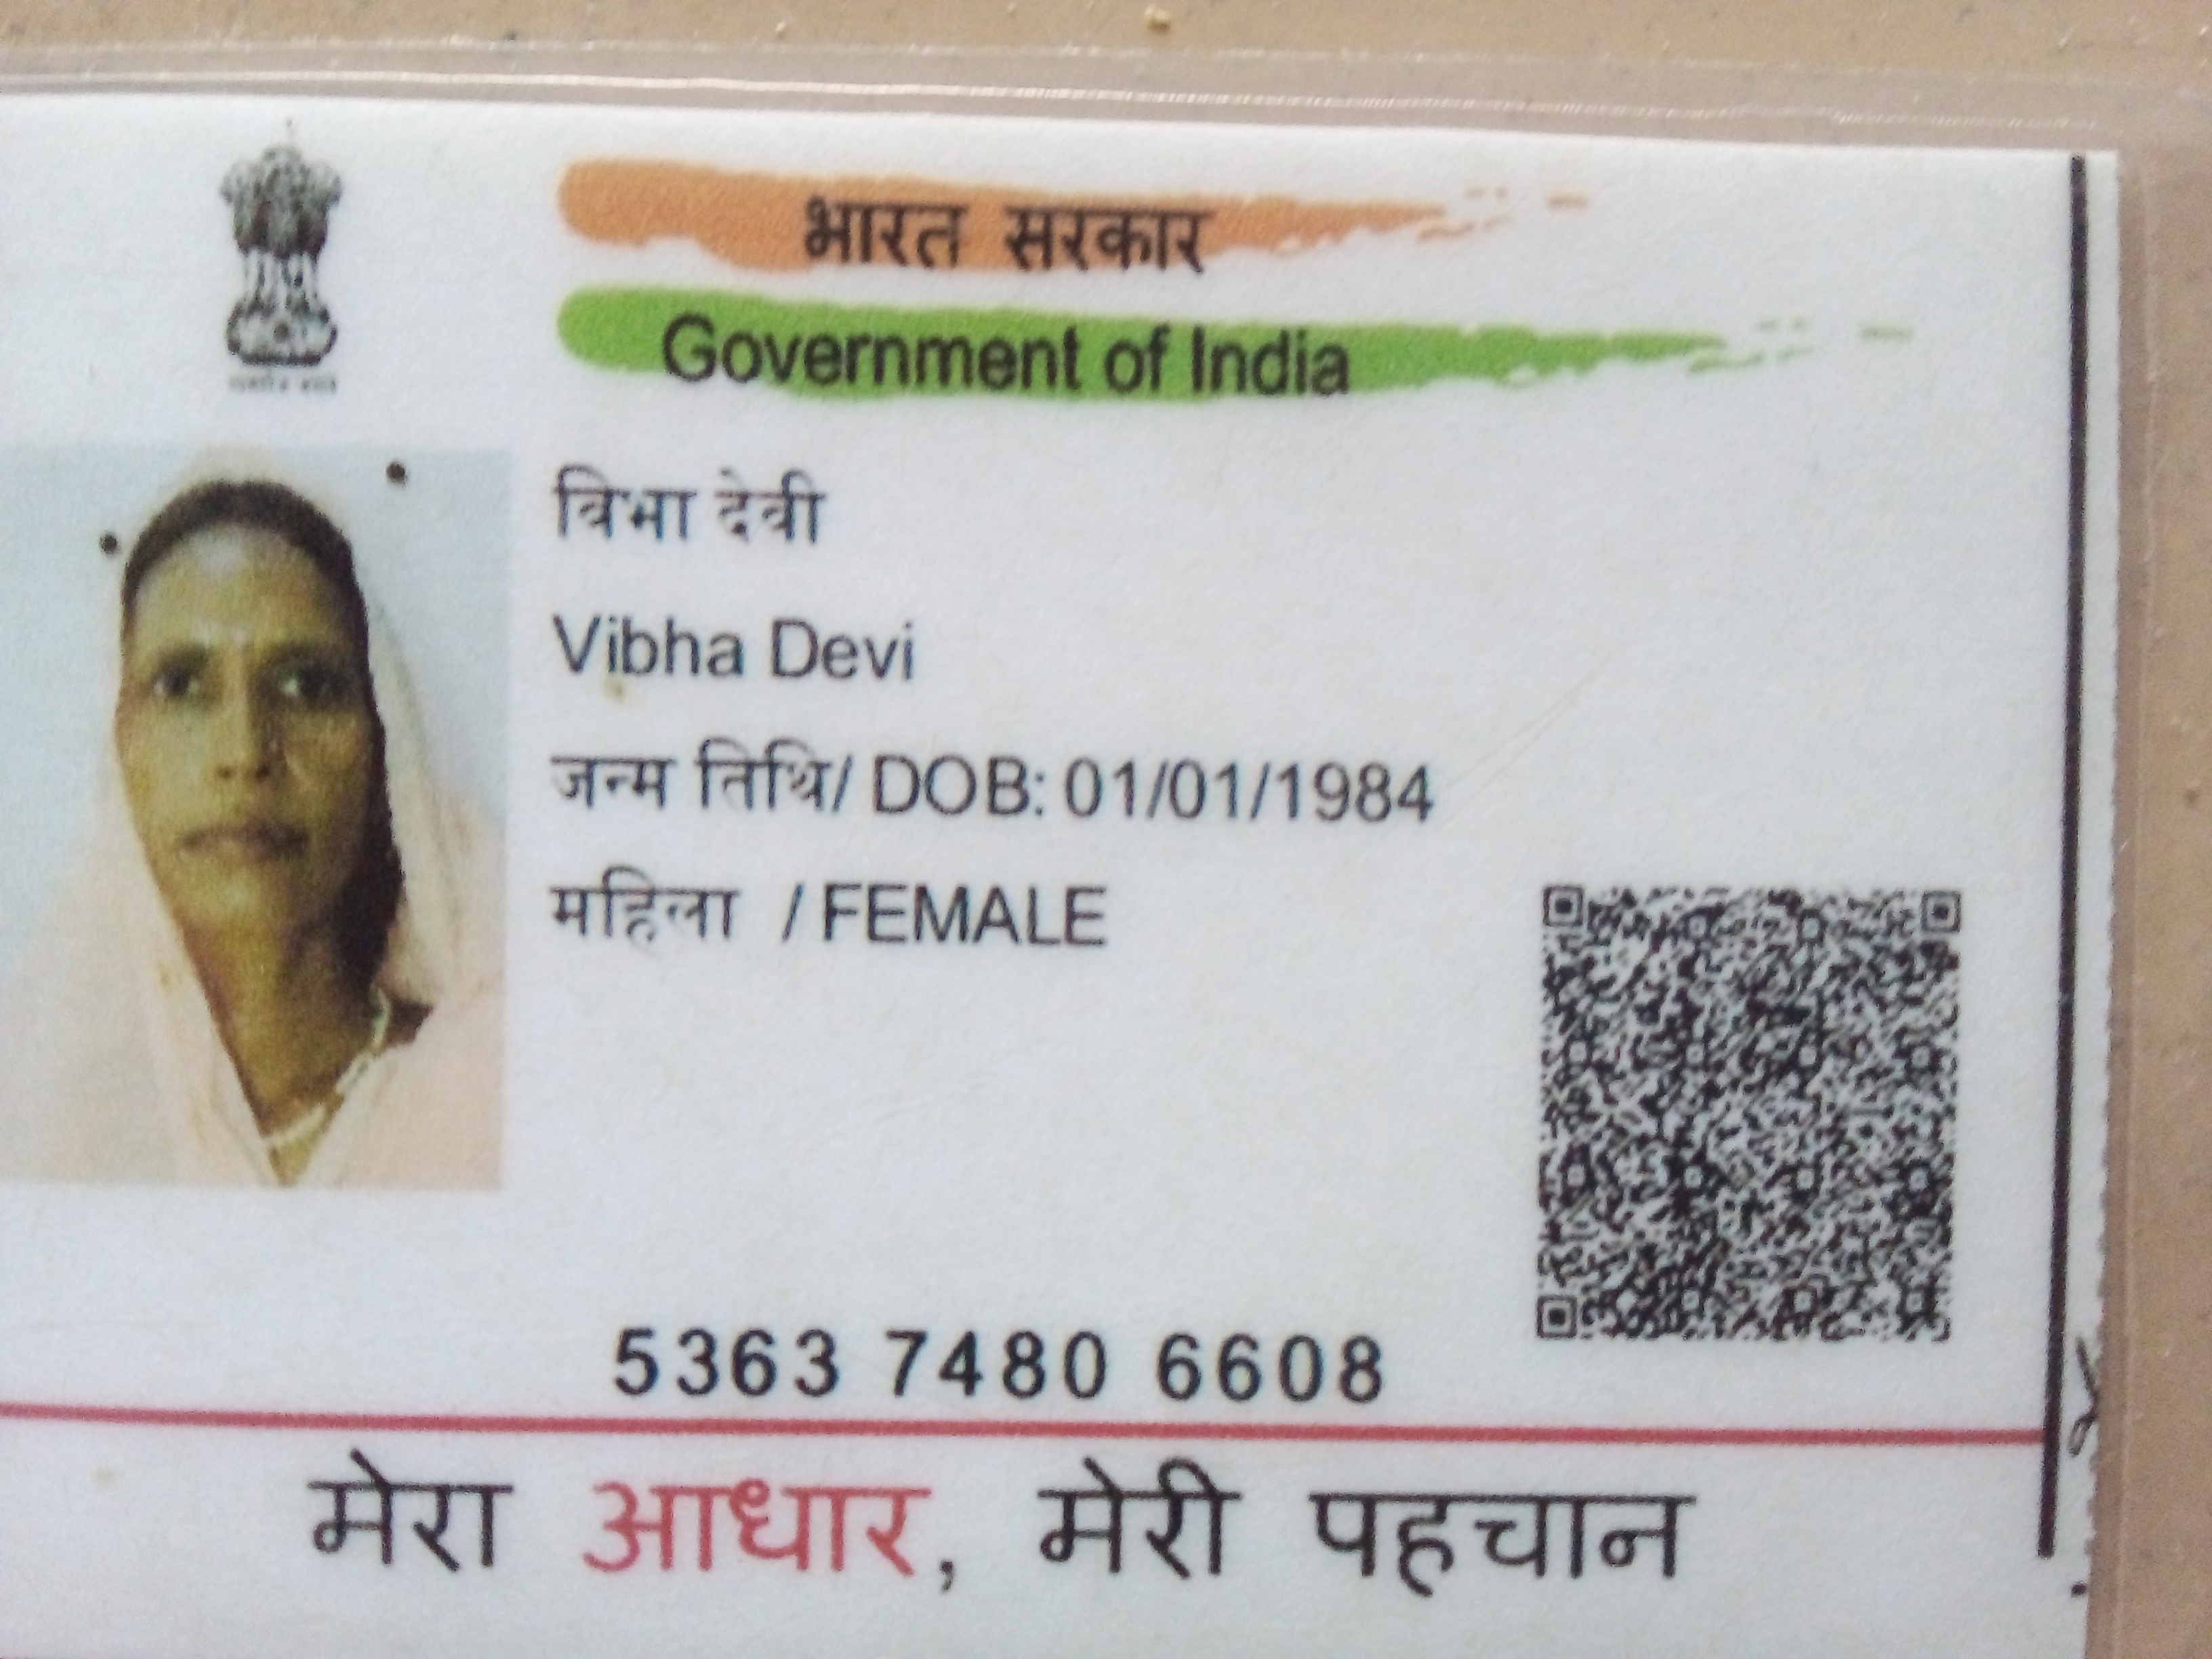 भारत सरकार
Government of India
विभा देवी
Vibha Devi
जन्म तिथि/ DOB: 01/01/1984
महिला / FEMALE
5363 7480 6608
मेरा आधार, मेरी पहचान